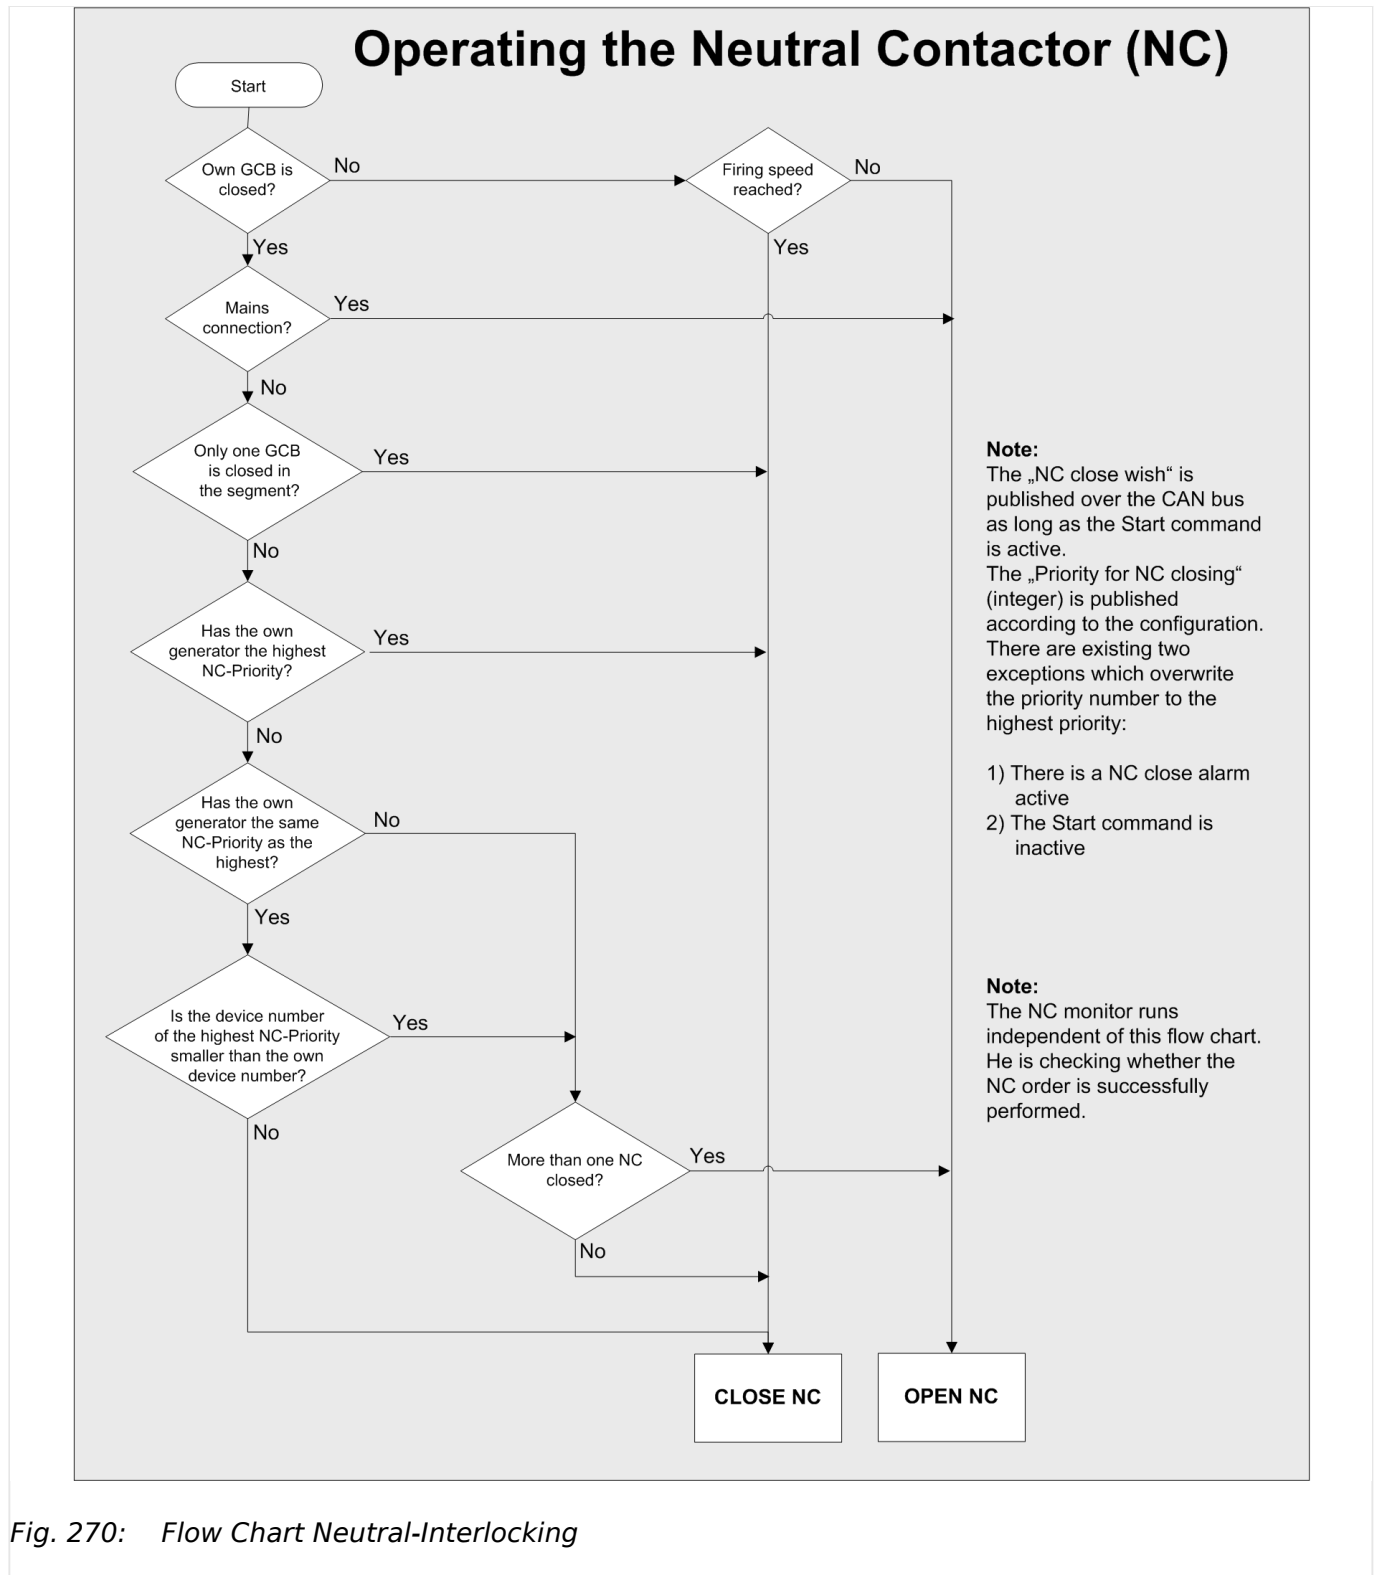 Operating the Neutral Contactor (NC)
Start
Own GCB is
closed?
No
Firing speed
reached?
No
Yes
Yes
Mains
connection?
Yes
No
Only one GCB
is closed in
the segment?
Yes
No
Has the own
generator the highest
NC-Priority?
Yes
No
Has the own
generator the same
NC-Priority as the
highest?
No
Yes
Is the device number
of the highest NC-Priority
smaller than the own
device number?
Yes
No
More than one NC
closed?
Yes
No
CLOSE NC
OPEN NC
Note:
The „NC close wish“ is
published over the CAN bus
as long as the Start command
is active.
The „Priority for NC closing“
(integer) is published
according to the configuration.
There are existing two
exceptions which overwrite
the priority number to the
highest priority:
1) There is a NC close alarm
active
2) The Start command is
inactive
Note:
The NC monitor runs
independent of this flow chart.
He is checking whether the
NC order is successfully
performed.
Fig. 270: Flow Chart Neutral-Interlocking